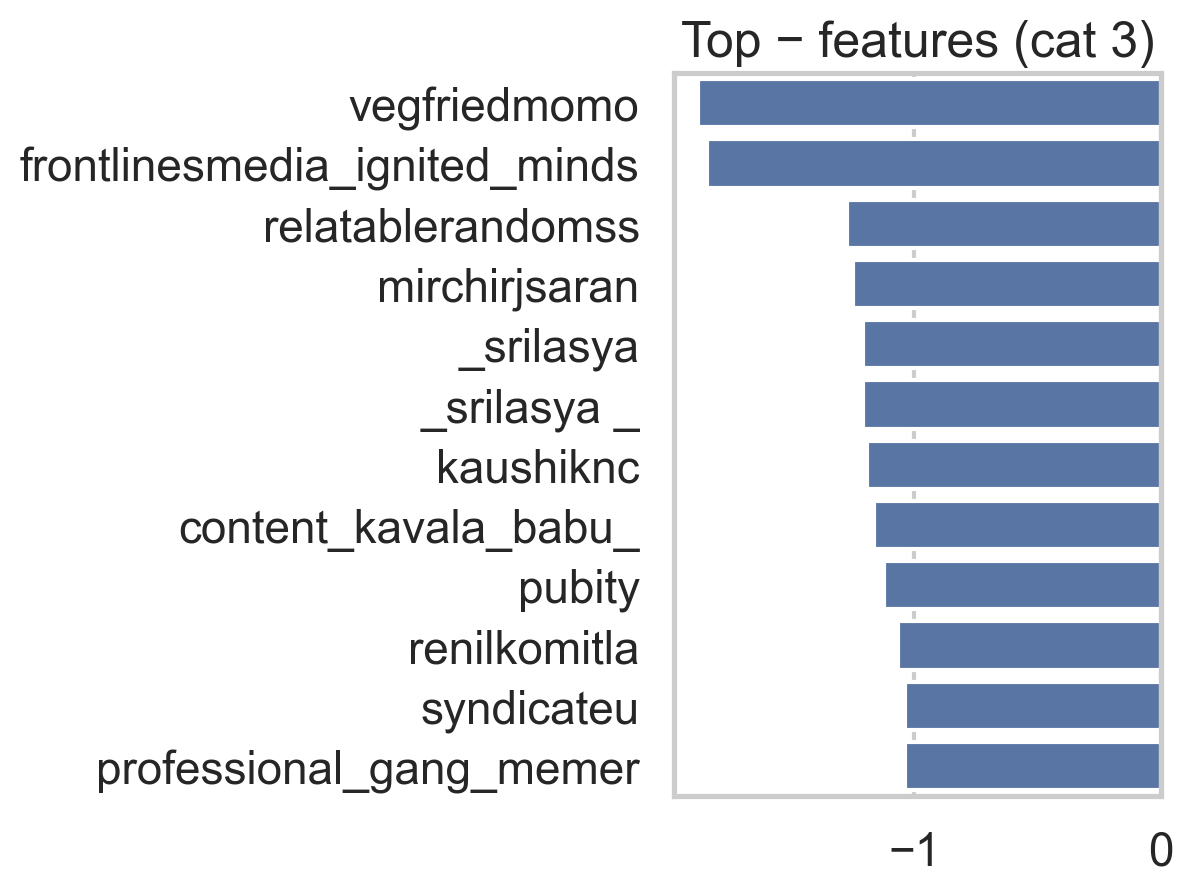 Top − features (cat 3)
vegfriedmomo
frontlinesmedia_ignited_minds
relatablerandomss
mirchirjsaran
_srilasya
_srilasya _
kaushiknc
content_kavala_babu_
pubity
renilkomitla
syndicateu
professional_gang_memer
−1 0